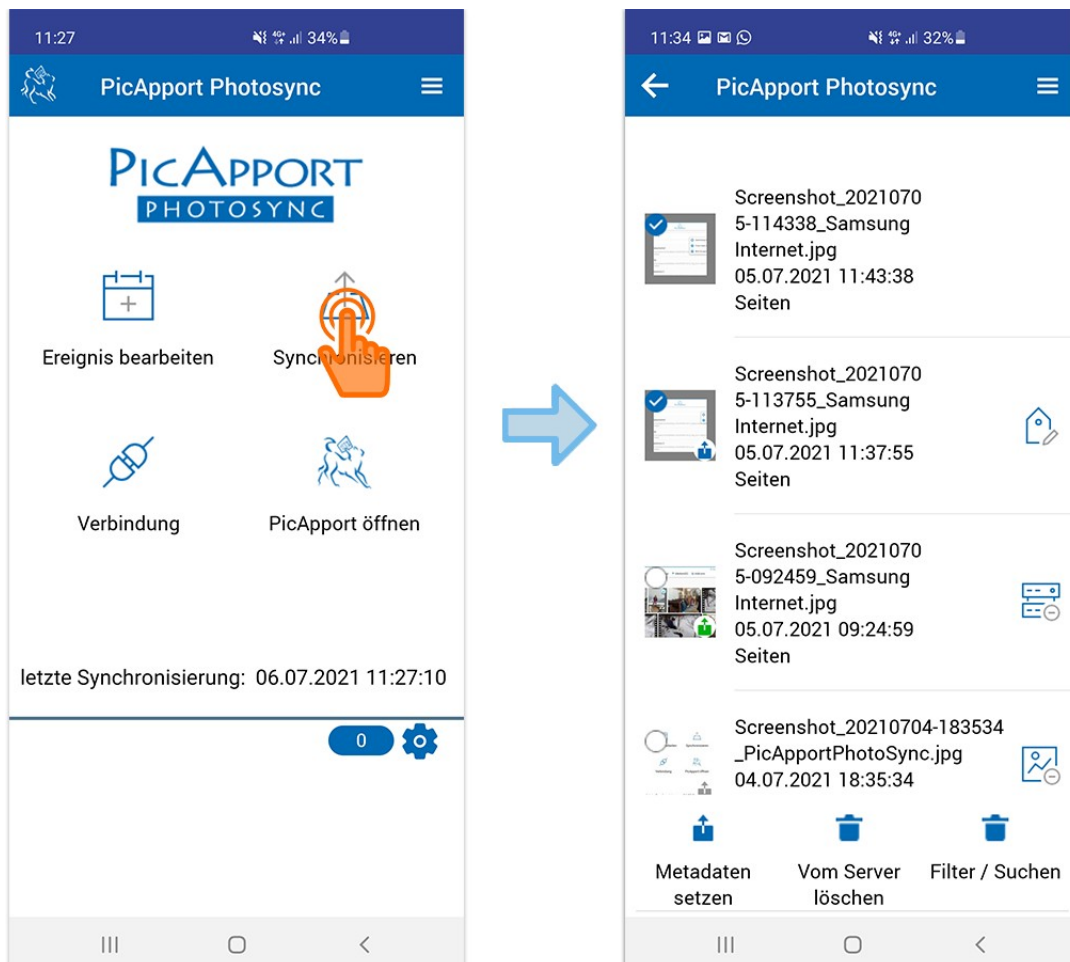 11:27
4G+ 34%
PicApport Photosync
PICAPPORT
PHOTOSYNC
Ereignis bearbeiten
Synchronisieren
Verbindung
PicApport öffnen
letzte Synchronisierung: 06.07.2021 11:27:10
0
11:34
4G+ 32%
PicApport Photosync
Screenshot_2021070
5-114338_Samsung
Internet.jpg
05.07.2021 11:43:38
Seiten
Screenshot_2021070
5-113755_Samsung
Internet.jpg
05.07.2021 11:37:55
Seiten
Screenshot_2021070
5-092459_Samsung
Internet.jpg
05.07.2021 09:24:59
Seiten
Screenshot_20210704-183534
_PicApportPhotoSync.jpg
04.07.2021 18:35:34
Metadaten
setzen
Vom Server
löschen
Filter / Suchen